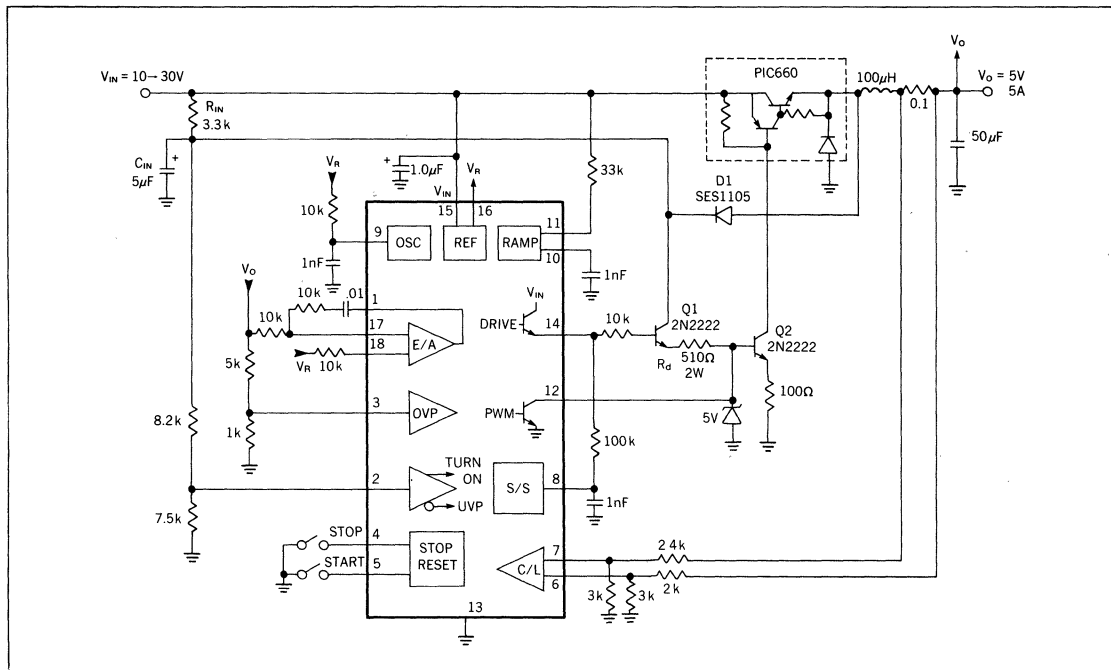 V_IN = 10→30V
R_IN
3.3k
C_IN
5µF
+
PIC660
100µH
0.1
V_O
V_O = 5V
5A
50µF
+
1.0µF
V_IN
V_R
V_R
10k
1nF
15
16
9
OSC
REF
RAMP
11
10
33k
1nF
D1
SES1105
V_O
10k
10k
.01
1
17
18
E/A
V_R
10k
5k
V_IN
DRIVE
14
10k
Q1
2N2222
R_d
510Ω
2W
Q2
2N2222
100Ω
8.2k
1k
3
OVP
PWM
12
5V
100k
2
TURN
ON
UVP
S/S
8
1nF
7.5k
STOP
4
START
5
STOP
RESET
C/L
7
6
24k
2k
3k
3k
13